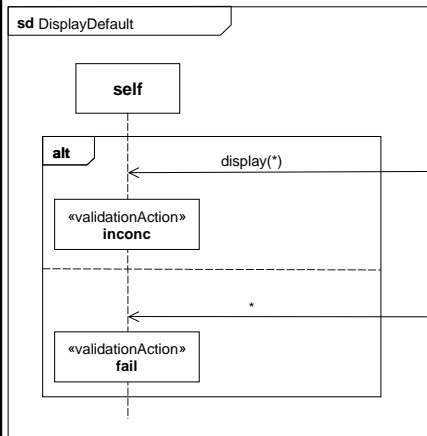 sd DisplayDefault
self
alt
display(*)
«validationAction»
inconc
*
«validationAction»
fail